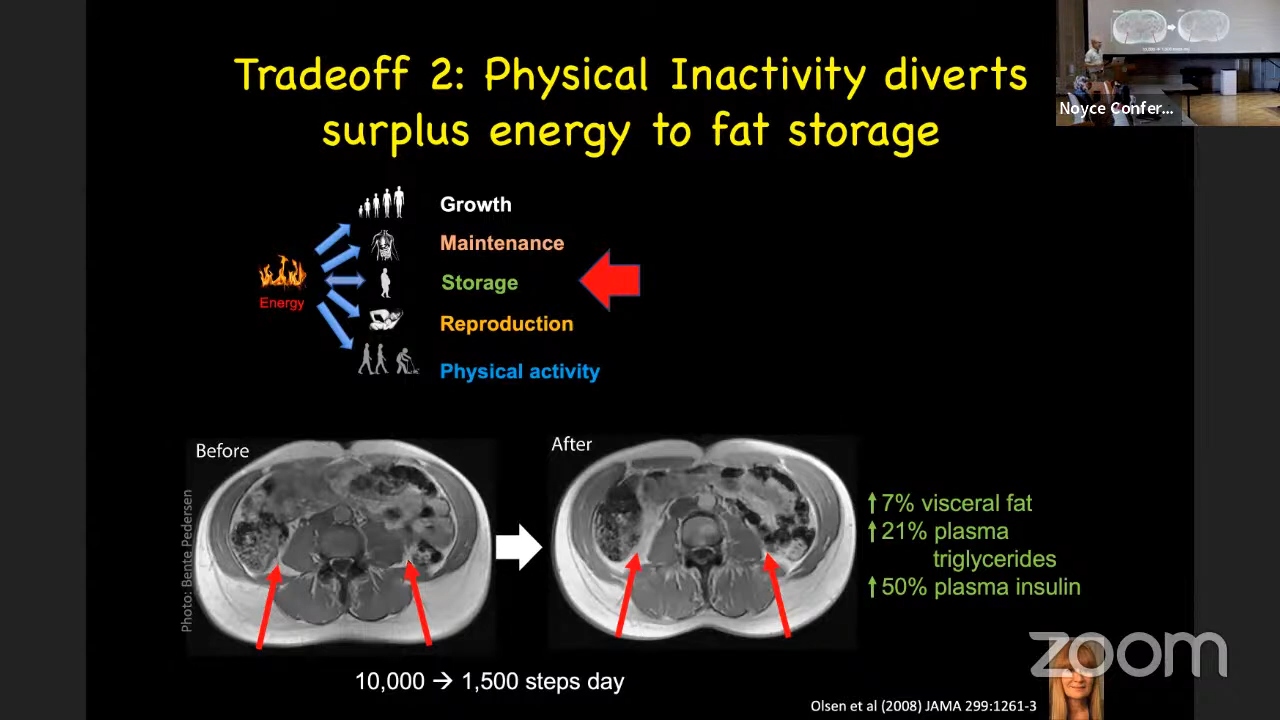 Tradeoff 2: Physical Inactivity diverts
surplus energy to fat storage
Noyce Confer...
Growth
Maintenance
Energy
Storage
Reproduction
Physical activity
Before
After
Photo: Bente Pedersen
↑7% visceral fat
↑21% plasma
triglycerides
↑50% plasma insulin
10,000 → 1,500 steps day
zoom
Olsen et al (2008) JAMA 299:1261-3